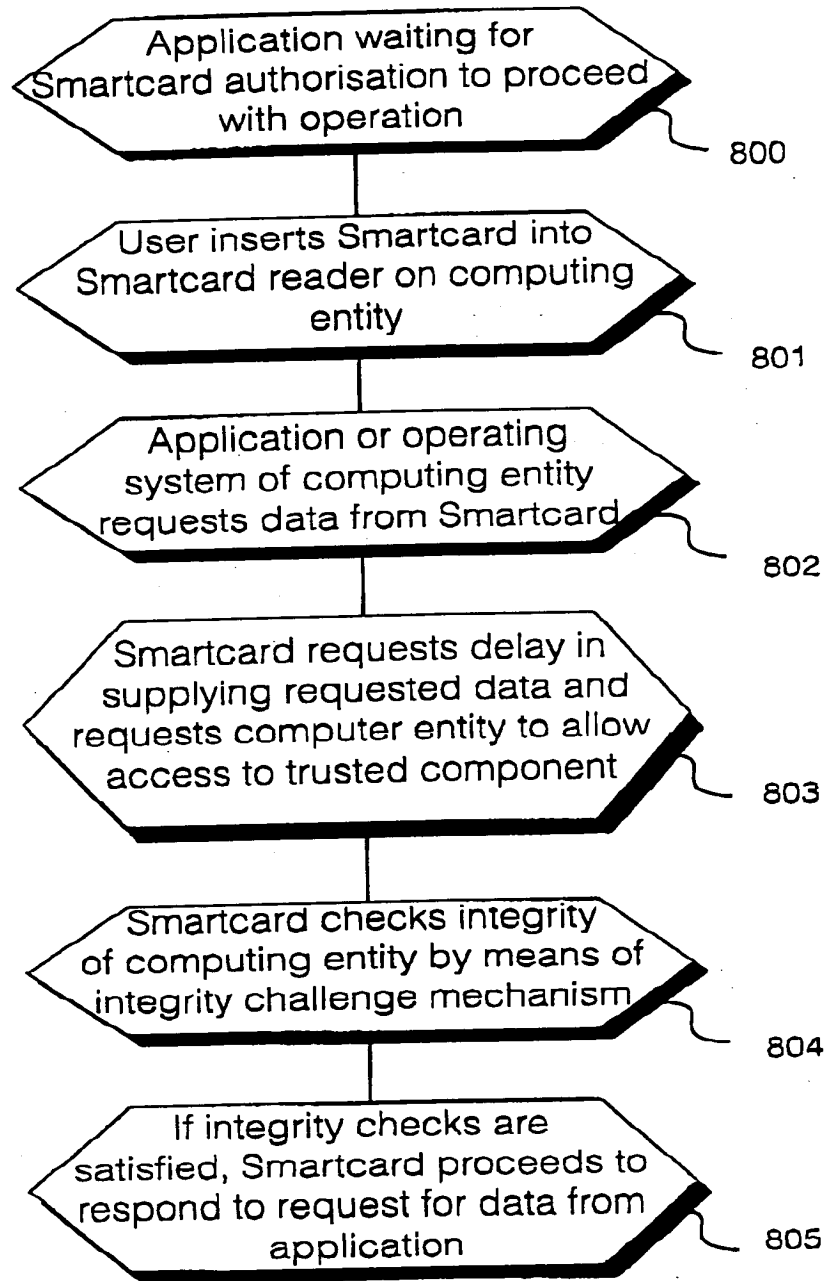 Application waiting for
Smartcard authorisation to proceed
with operation
800
User inserts Smartcard into
Smartcard reader on computing
entity
801
Application or operating
system of computing entity
requests data from Smartcard
802
Smartcard requests delay in
supplying requested data and
requests computer entity to allow
access to trusted component
803
Smartcard checks integrity
of computing entity by means of
integrity challenge mechanism
804
If integrity checks are
satisfied, Smartcard proceeds to
respond to request for data from
application
805